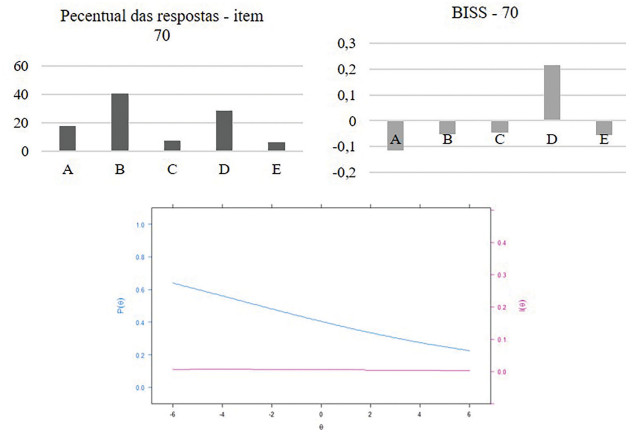 Pecentual das respostas - item
70
60
40
20
0
A B C D E
BISS - 70
0,3
0,2
0,1
0
-0,1
-0,2
A B C D E
1.0
0.8
0.6
0.4
0.2
0.0
P(θ)
0.4
0.3
0.2
0.1
0.0
I(θ)
-6 -4 -2 0 2 4 6
θ